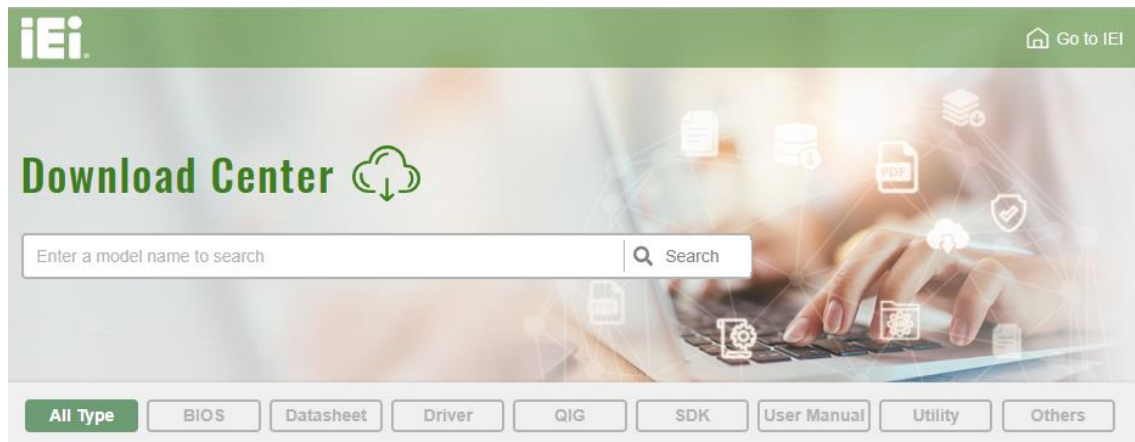 iEi.
Go to IEI
Download Center
Enter a model name to search
Search
PDF
All Type
BIOS
Datasheet
Driver
QIG
SDK
User Manual
Utility
Others